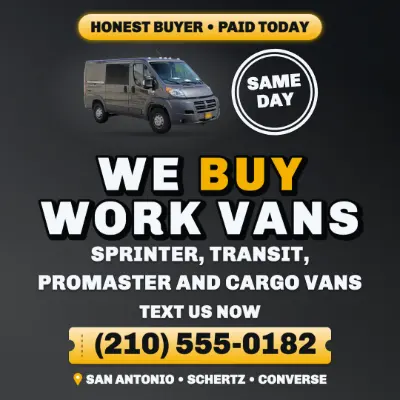 HONEST BUYER • PAID TODAY
SAME
DAY
WE BUY
WORK VANS
SPRINTER, TRANSIT,
PROMASTER AND CARGO VANS
TEXT US NOW
(210) 555-0182
SAN ANTONIO • SCHERTZ • CONVERSE